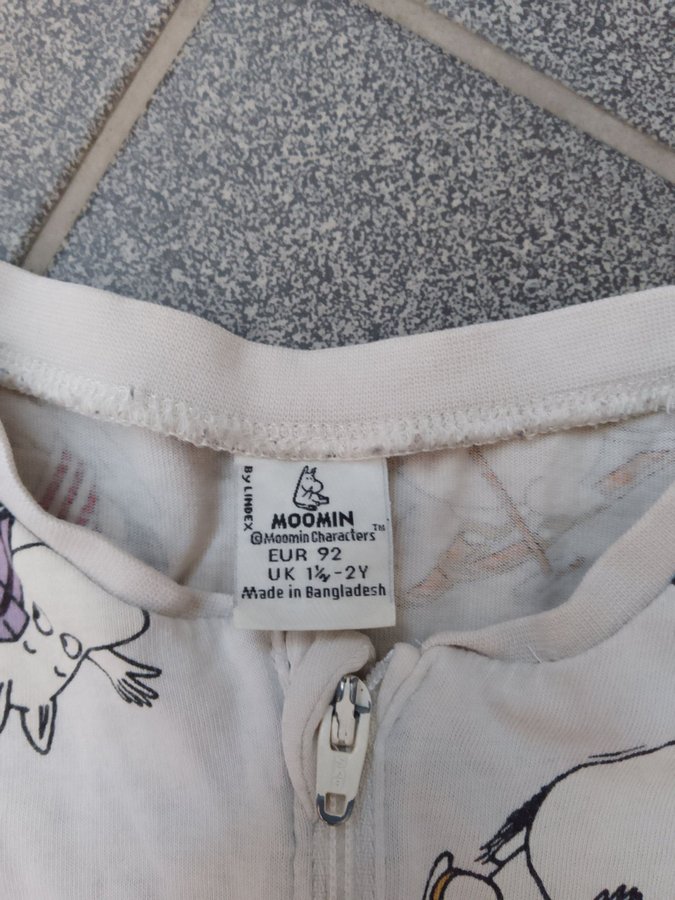 By LINDEX
MOOMIN
©Moomin Characters™
EUR 92
UK 1½-2Y
Made in Bangladesh